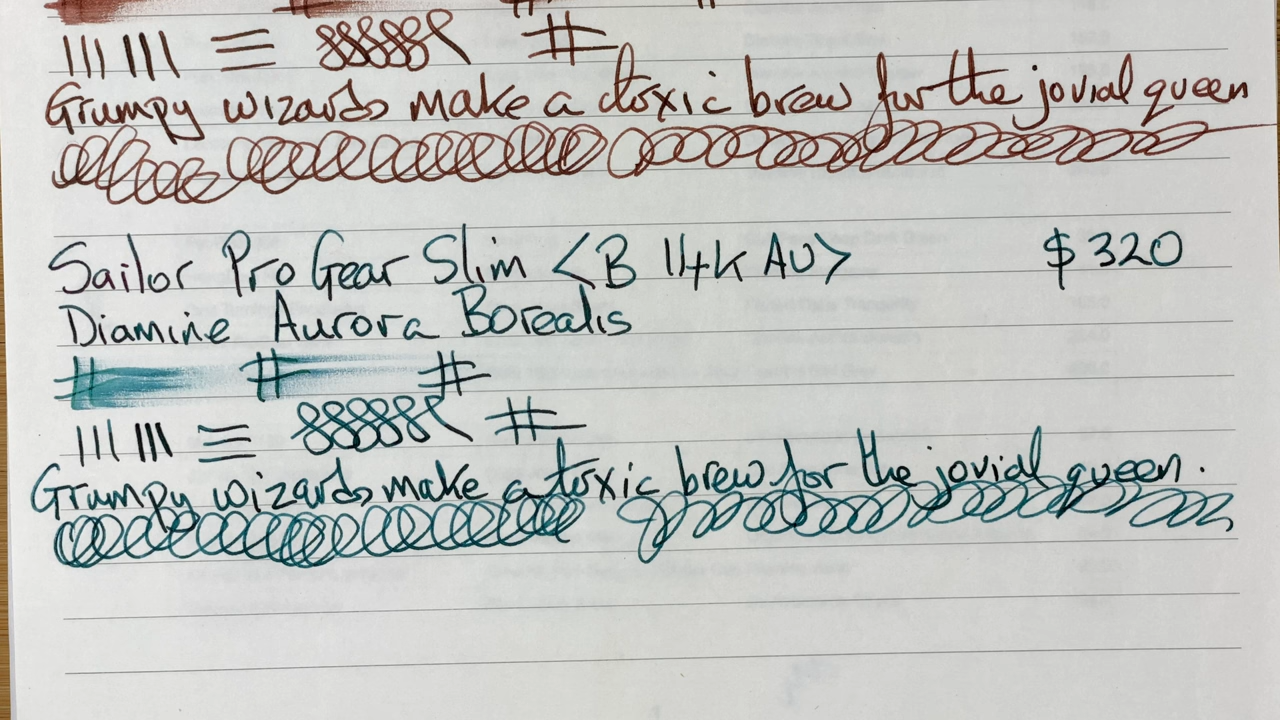 Grumpy wizards make a toxic brew for the jovial queen
Sailor Pro Gear Slim <B 14K AU> $320
Diamine Aurora Borealis
Grumpy wizards make a toxic brew for the jovial queen.